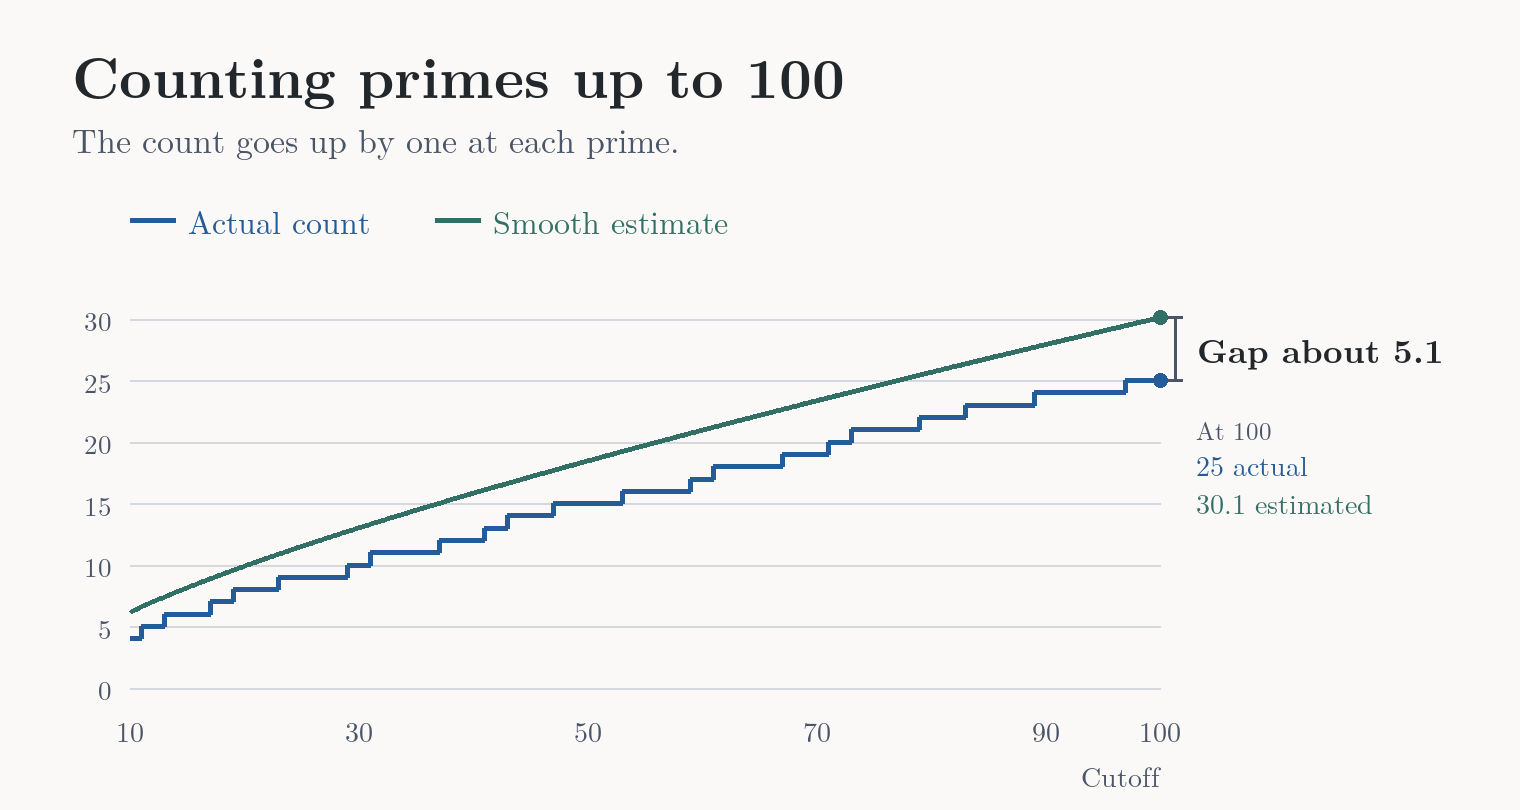 Counting primes up to 100
The count goes up by one at each prime.
Actual count Smooth estimate
30
25
20
15
10
5
0
10 30 50 70 90 100
Cutoff
Gap about 5.1
At 100
25 actual
30.1 estimated